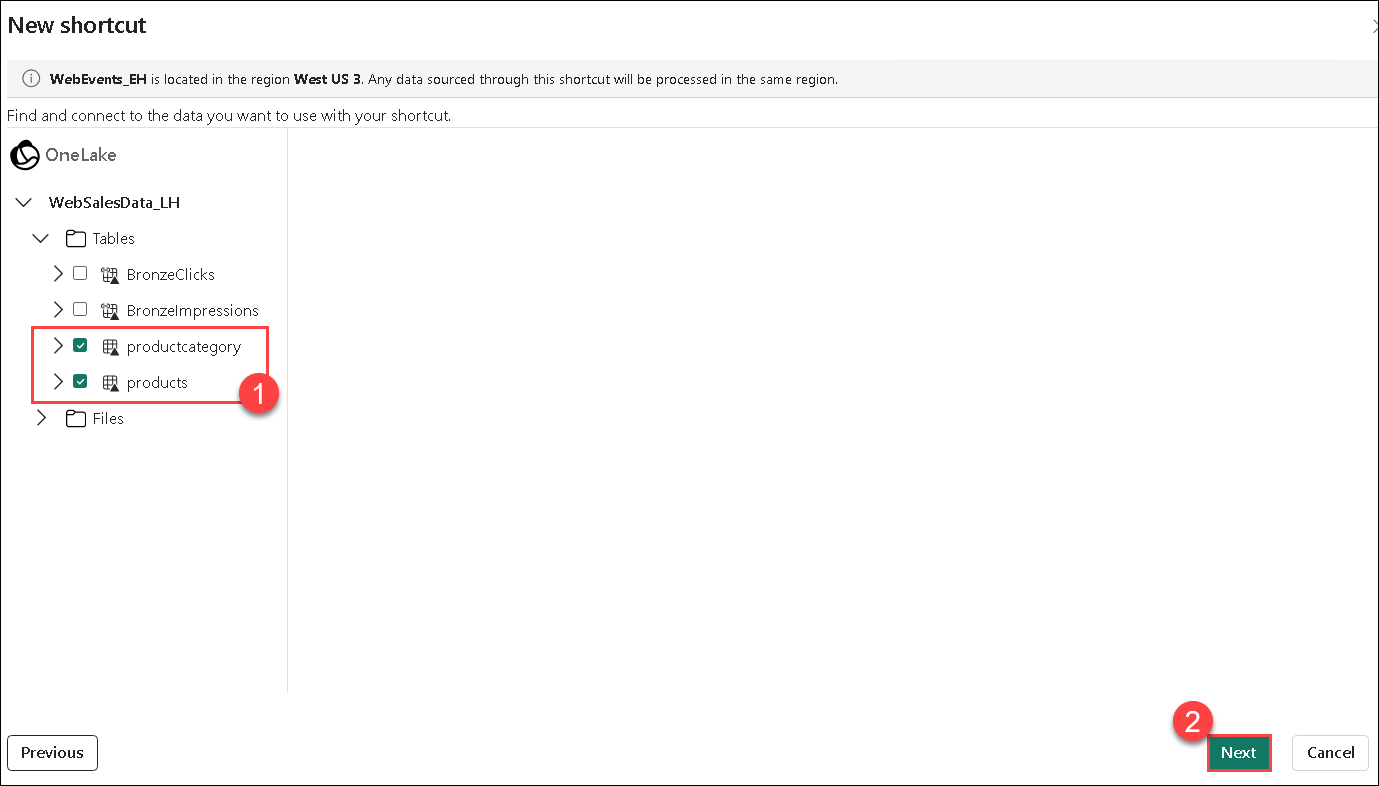 New shortcut
WebEvents_EH is located in the region West US 3. Any data sourced through this shortcut will be processed in the same region.
Find and connect to the data you want to use with your shortcut.
OneLake
WebSalesData_LH
Tables
BronzeClicks
BronzeImpressions
productcategory
products
1
Files
2
Previous
Next
Cancel